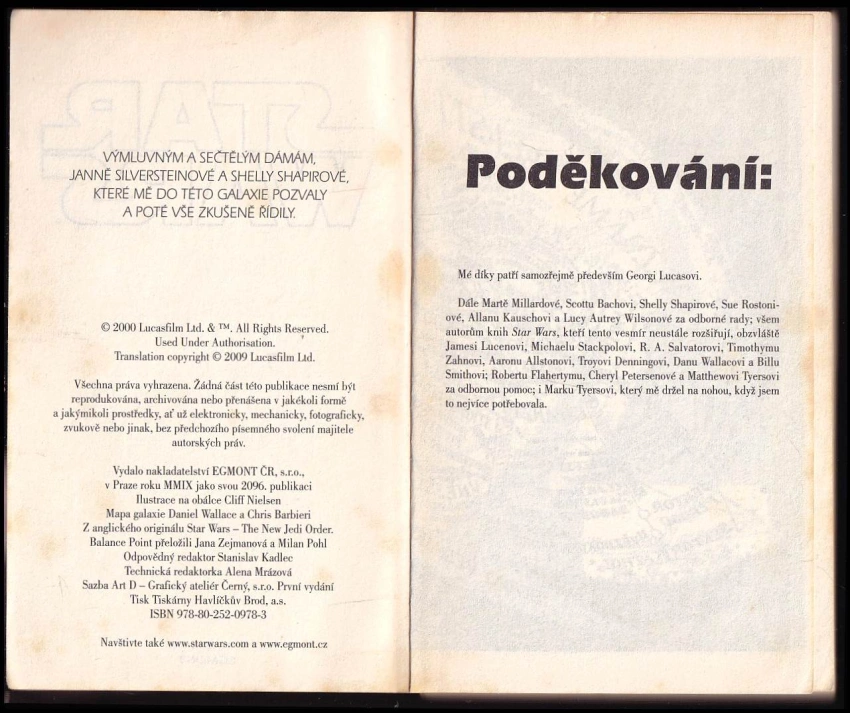 VÝMLUVNÝM A SEČTĚLÝM DÁMÁM,
JANNĚ SILVERSTEINOVÉ A SHELLY SHAPIROVÉ,
KTERÉ MĚ DO TÉTO GALAXIE POZVALY
A POTÉ VŠE ZKUŠENĚ ŘÍDILY.
© 2000 Lucasfilm Ltd. & ™. All Rights Reserved.
Used Under Authorisation.
Translation copyright © 2009 Lucasfilm Ltd.
Všechna práva vyhrazena. Žádná část této publikace nesmí být
reprodukována, archivována nebo přenášena v jakékoli formě
a jakýmikoli prostředky, ať už elektronicky, mechanicky, fotograficky,
zvukově nebo jinak, bez předchozího písemného svolení majitele
autorských práv.
Vydalo nakladatelství EGMONT ČR, s.r.o.,
v Praze roku MMIX jako svou 2096. publikaci
Ilustrace na obálce Cliff Nielsen
Mapa galaxie Daniel Wallace a Chris Barbieri
Z anglického originálu Star Wars – The New Jedi Order.
Balance Point přeložili Jana Zejmanová a Milan Pohl
Odpovědný redaktor Stanislav Kadlec
Technická redaktorka Alena Mrázová
Sazba Art D – Grafický ateliér Černý, s.r.o. První vydání
Tisk Tiskárny Havlíčkův Brod, a.s.
ISBN 978-80-252-0978-3
Navštivte také www.starwars.com a www.egmont.cz
Poděkování:
Mé díky patří samozřejmě především Georgi Lucasovi.
Dále Martě Millardové, Scottu Bachovi, Shelly Shapirové, Sue Rostoni-
ové, Allanu Kauschovi a Lucy Autrey Wilsonové za odborné rady; všem
autorům knih Star Wars, kteří tento vesmír neustále rozšiřují, obzvláště
Jamesi Lucenovi, Michaelu Stackpolovi, R. A. Salvatorovi, Timothymu
Zahnovi, Aaronu Allstonovi, Troyovi Denningovi, Danu Wallacovi a Billu
Smithovi; Robertu Flahertymu, Cheryl Petersenové a Matthewovi Tyersovi
za odbornou pomoc; i Marku Tyersovi, který mě držel na nohou, když jsem
to nejvíce potřebovala.